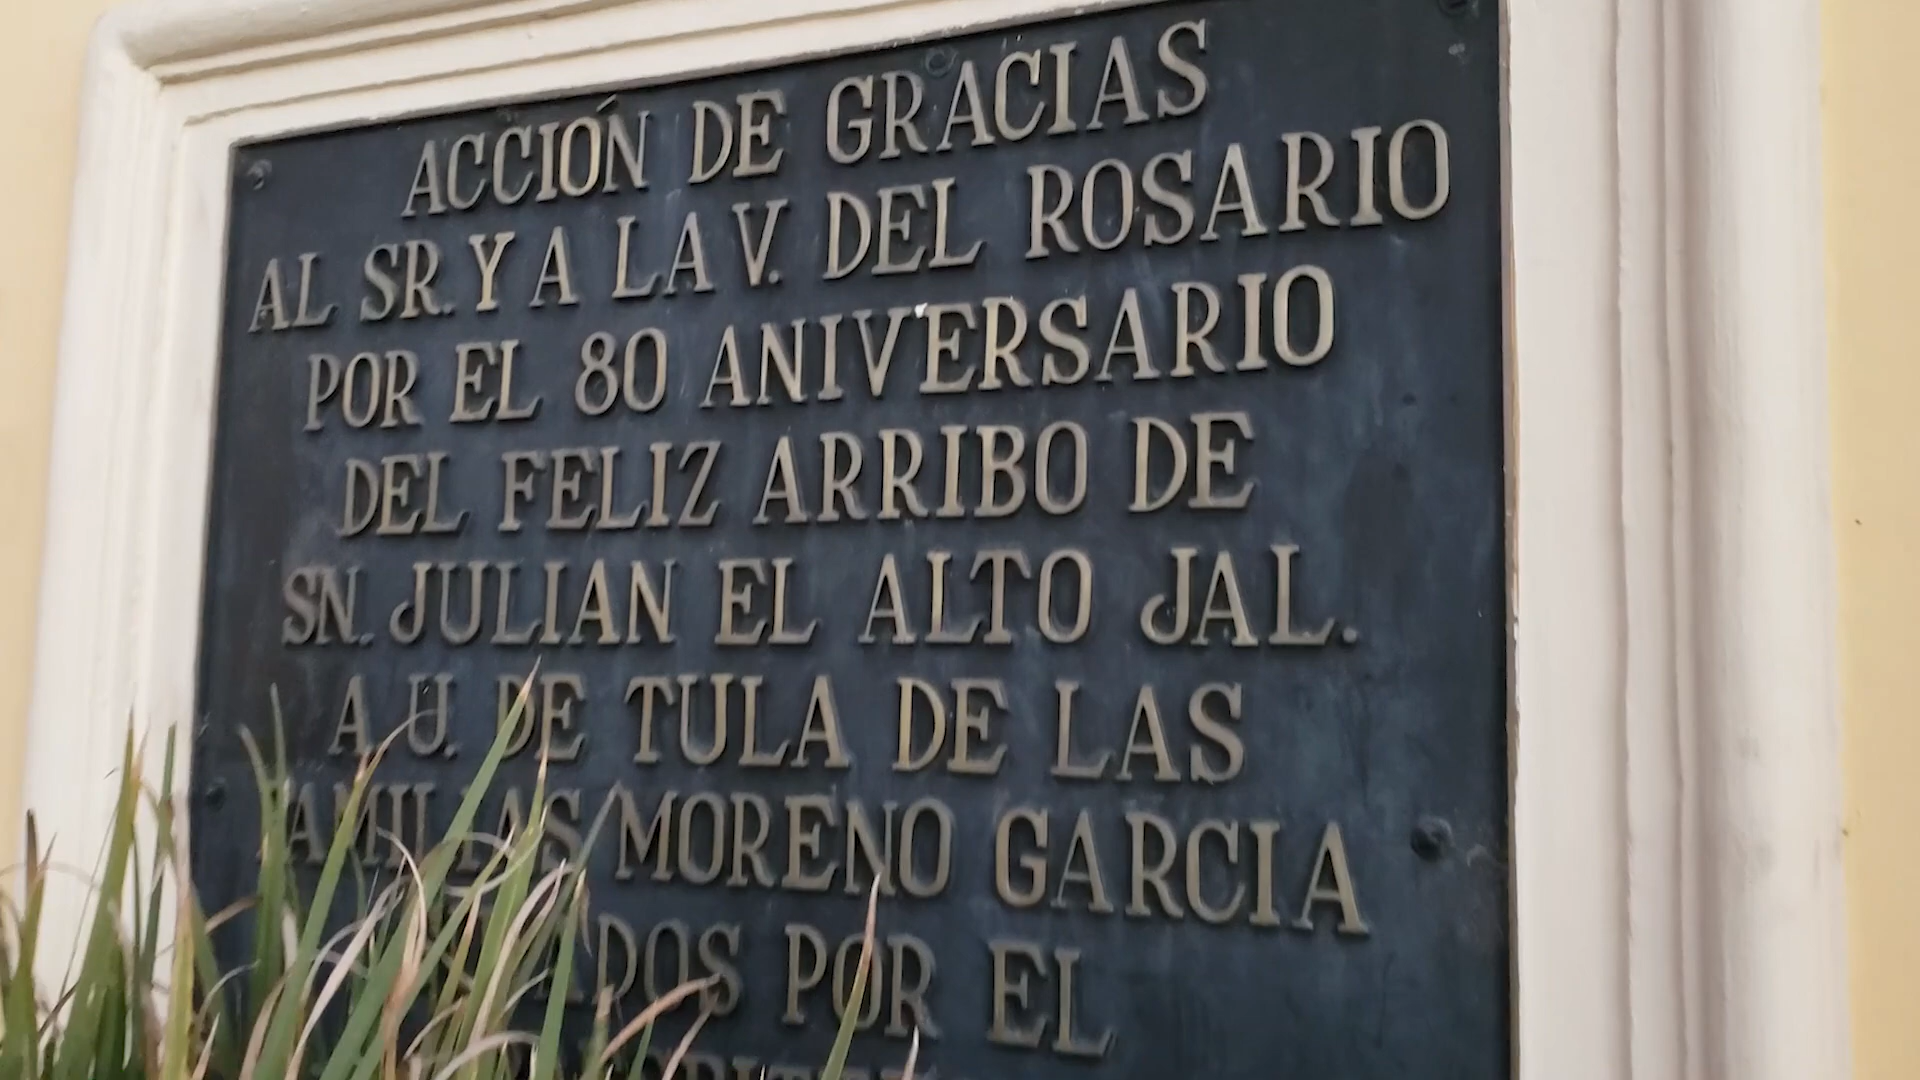 ACCIÓN DE GRACIAS
AL SR. Y A LA V. DEL ROSARIO
POR EL 80 ANIVERSARIO
DEL FELIZ ARRIBO DE
SN. JULIAN EL ALTO JAL.
A U. DE TULA DE LAS
MORENO GARCIA
POR EL